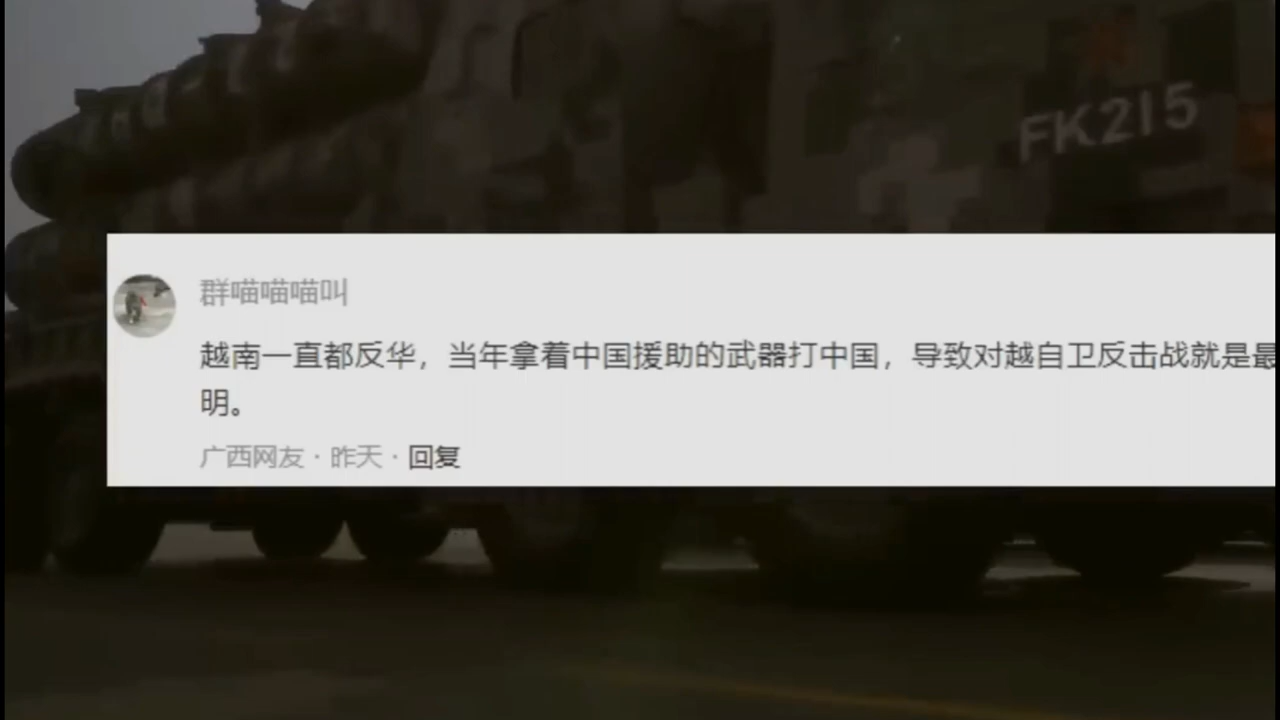 FK215
群喵喵喵叫
越南一直都反华，当年拿着中国援助的武器打中国，导致对越自卫反击战就是最
明。
广西网友·昨天·回复